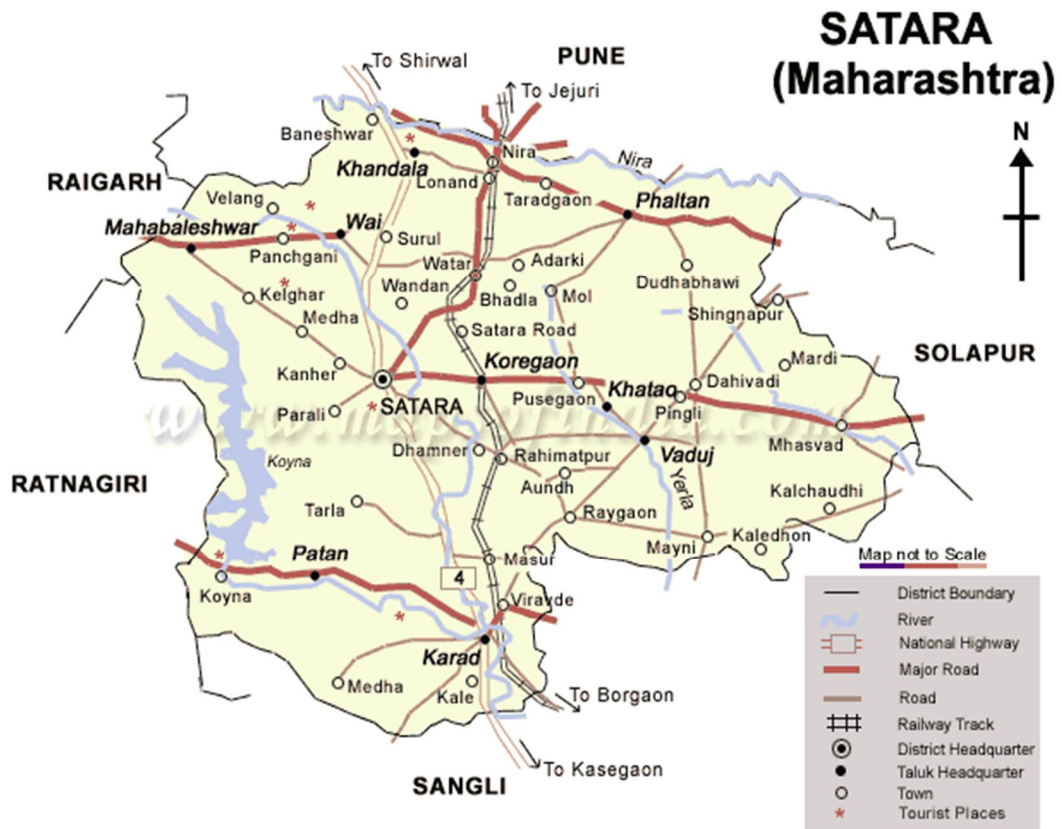 SATARA
(Maharashtra)
PUNE
To Shirwal
To Jejuri
N
Baneshwar
Nira
Nira
Khandala
Lonand
Taradgaon
RAIGARH
Velang
Phaltan
Mahabaleshwar
Wai
Surul
Panchgani
Watar
Adarki
Dudhabhawi
Kelghar
Wandan
Bhadla
Mol
Shingnapur
Medha
Satara Road
SOLAPUR
Mardi
Kanher
Koregaon
Khatao
Dahivadi
SATARA
Pusegaon
Pingli
Parali
www.mapsofindia.com
Mhasvad
Dhamner
Rahimatpur
Vaduj
Koyna
RATNAGIRI
Aundh
Yerla
Kalchaudhi
Tarla
Raygaon
Mayni
Kaledhon
Patan
Masur
Map not to Scale
4
Koyna
Viravde
District Boundary
River
National Highway
Karad
Major Road
Medha
Kale
To Borgaon
Road
Railway Track
District Headquarter
To Kasegaon
Taluk Headquarter
SANGLI
Town
Tourist Places